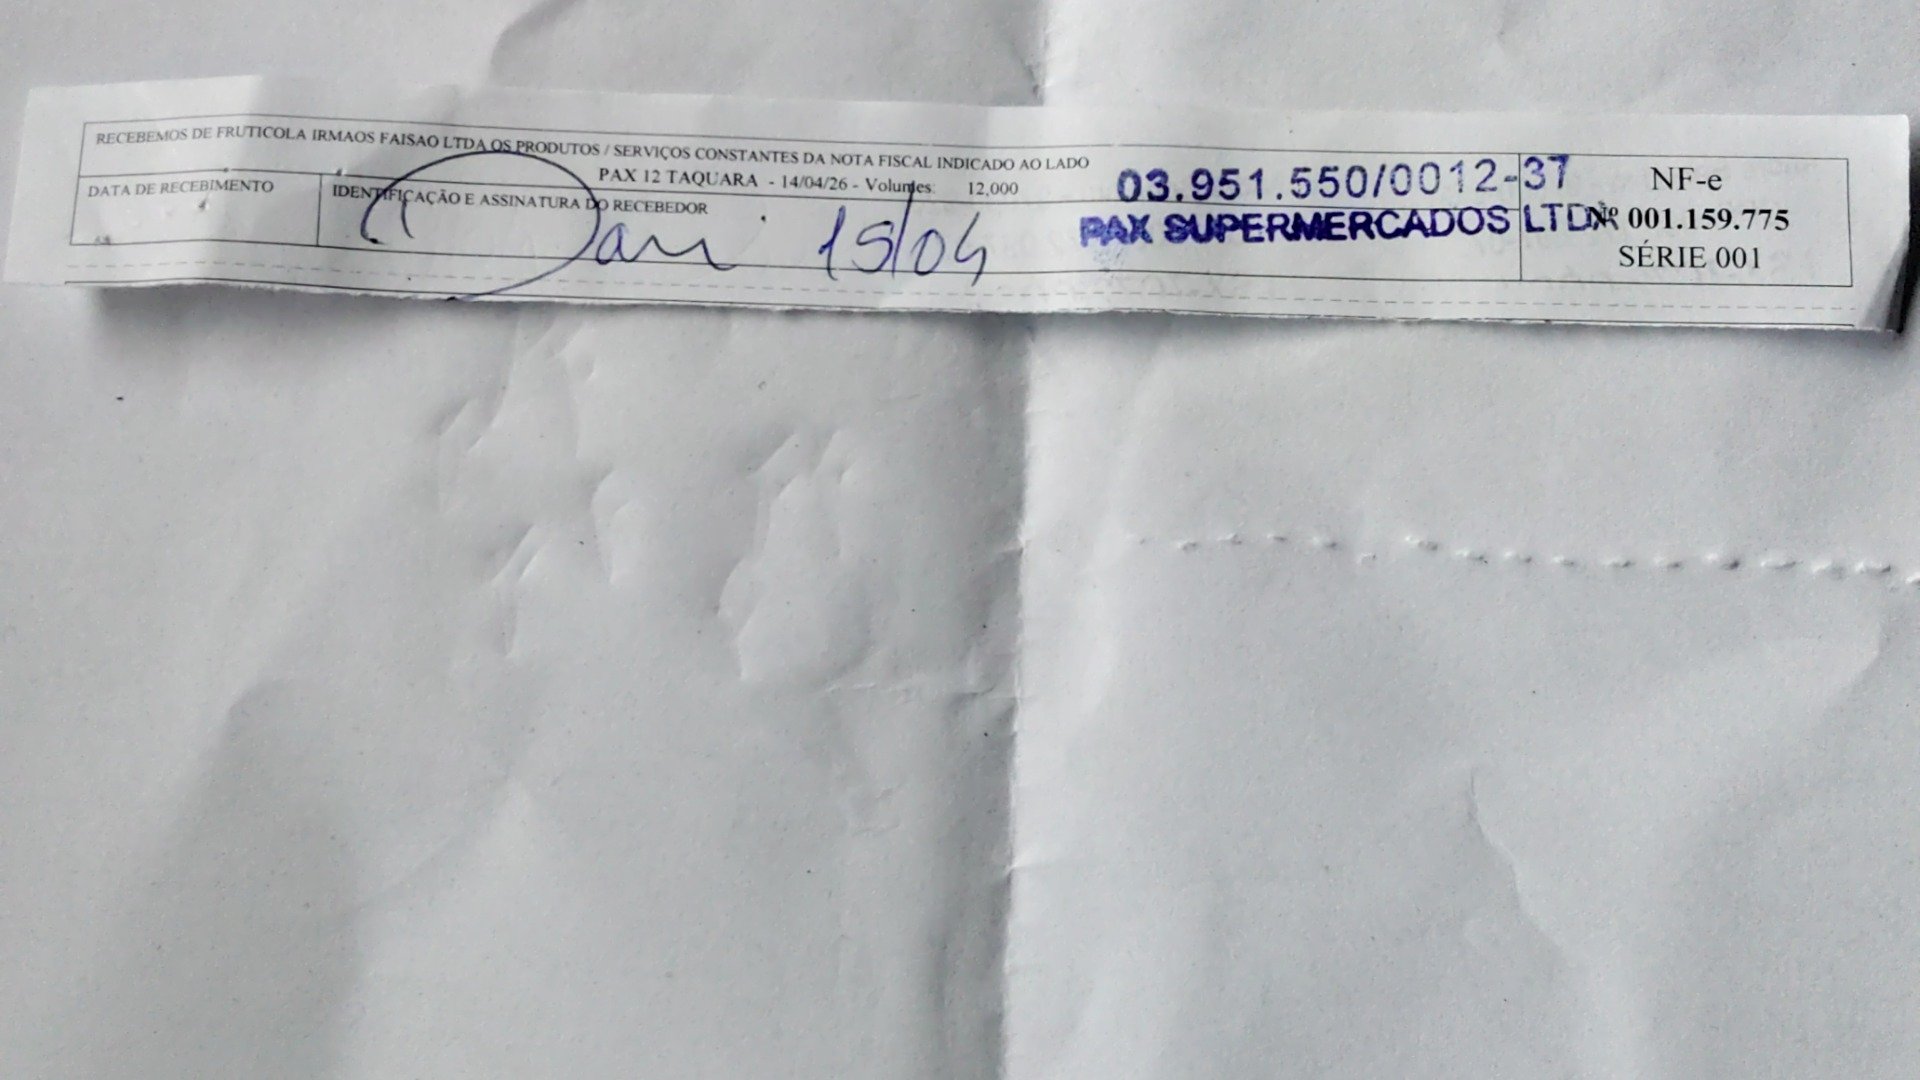 RECEBEMOS DE FRUTICOLA IRMAOS FAISAO LTDA OS PRODUTOS / SERVIÇOS CONSTANTES DA NOTA FISCAL INDICADO AO LADO
PAX 12 TAQUARA - 14/04/26 - Volumes: 12,000
DATA DE RECEBIMENTO
IDENTIFICAÇÃO E ASSINATURA DO RECEBEDOR
Dani 15/04
03.951.550/0012-37
PAX SUPERMERCADOS LTDA
NF-e
Nº 001.159.775
SÉRIE 001